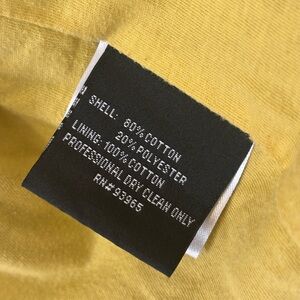 SHELL: 80% COTTON
20% POLYESTER
LINING: 100% COTTON
PROFESSIONAL DRY CLEAN ONLY
RN# 93965